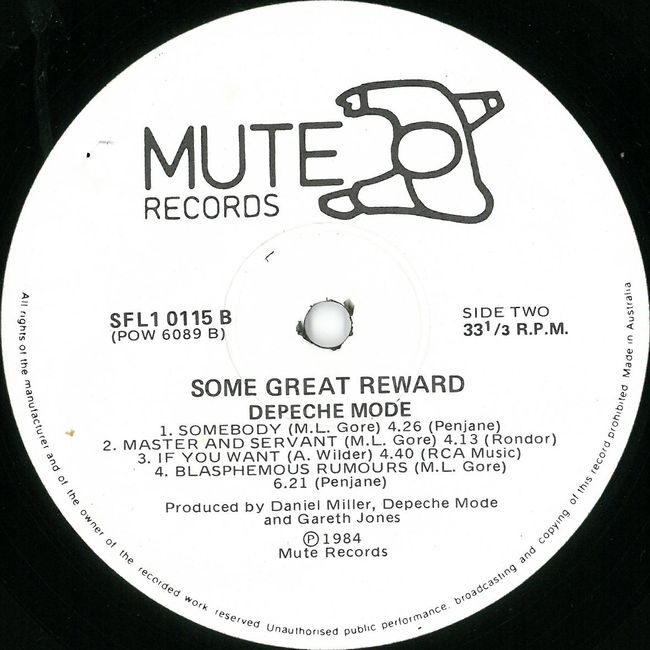 MUTE
RECORDS
SFL1 0115 B
(POW 6089 B)
SIDE TWO
33 1/3 R.P.M.
SOME GREAT REWARD
DEPECHE MODE
1. SOMEBODY (M.L. Gore) 4.26 (Penjane)
2. MASTER AND SERVANT (M.L. Gore) 4.13 (Rondor)
3. IF YOU WANT (A. Wilder) 4.40 (RCA Music)
4. BLASPHEMOUS RUMOURS (M.L. Gore)
6.21 (Penjane)
Produced by Daniel Miller, Depeche Mode
and Gareth Jones
Ⓟ1984
Mute Records
All rights of the manufacturer and of the owner of the recorded work reserved Unauthorised public performance. broadcasting and copying of this record prohibited Made in Australia